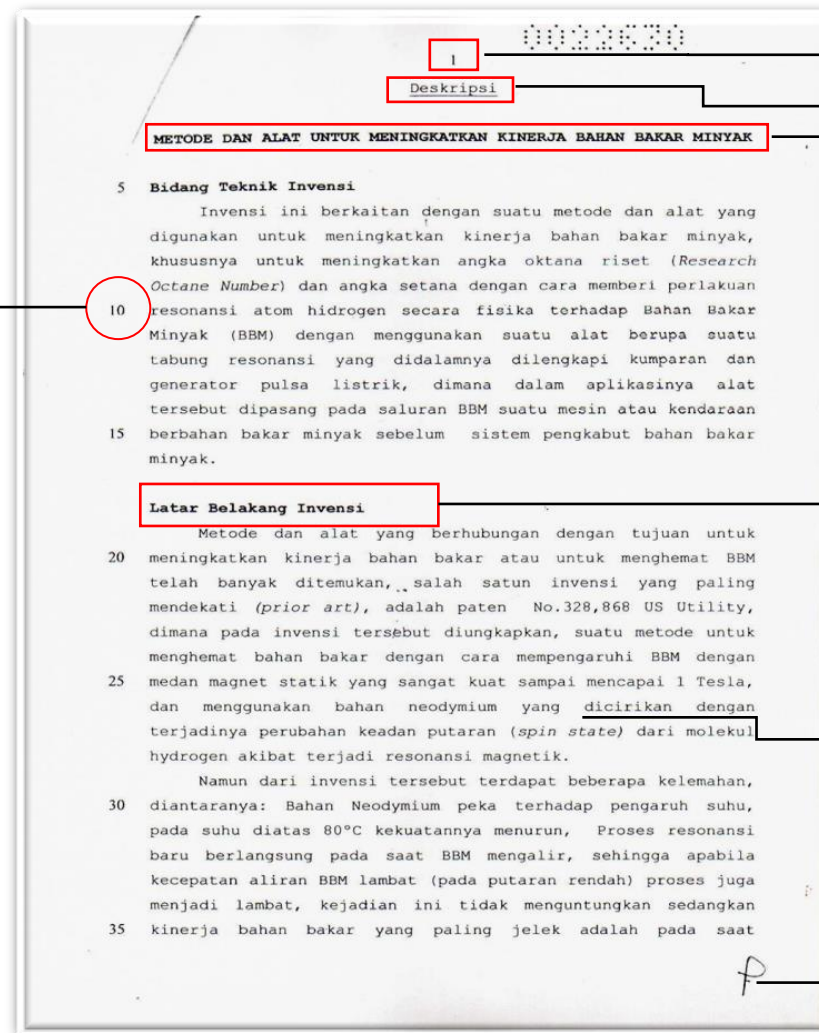 0022630
1
Deskripsi
METODE DAN ALAT UNTUK MENINGKATKAN KINERJA BAHAN BAKAR MINYAK
5 Bidang Teknik Invensi
Invensi ini berkaitan dengan suatu metode dan alat yang
digunakan untuk meningkatkan kinerja bahan bakar minyak,
khususnya untuk meningkatkan angka oktana riset (Research
Octane Number) dan angka setana dengan cara memberi perlakuan
10 resonansi atom hidrogen secara fisika terhadap Bahan Bakar
Minyak (BBM) dengan menggunakan suatu alat berupa suatu
tabung resonansi yang didalamnya dilengkapi kumparan dan
generator pulsa listrik, dimana dalam aplikasinya alat
tersebut dipasang pada saluran BBM suatu mesin atau kendaraan
15 berbahan bakar minyak sebelum sistem pengkabut bahan bakar
minyak.
Latar Belakang Invensi
Metode dan alat yang berhubungan dengan tujuan untuk
20 meningkatkan kinerja bahan bakar atau untuk menghemat BBM
telah banyak ditemukan, salah satun invensi yang paling
mendekati (prior art), adalah paten No.328,868 US Utility,
dimana pada invensi tersebut diungkapkan, suatu metode untuk
menghemat bahan bakar dengan cara mempengaruhi BBM dengan
25 medan magnet statik yang sangat kuat sampai mencapai 1 Tesla,
dan menggunakan bahan neodymium yang dicirikan dengan
terjadinya perubahan keadan putaran (spin state) dari molekul
hydrogen akibat terjadi resonansi magnetik.
Namun dari invensi tersebut terdapat beberapa kelemahan,
30 diantaranya: Bahan Neodymium peka terhadap pengaruh suhu,
pada suhu diatas 80°C kekuatannya menurun, Proses resonansi
baru berlangsung pada saat BBM mengalir, sehingga apabila
kecepatan aliran BBM lambat (pada putaran rendah) proses juga
menjadi lambat, kejadian ini tidak menguntungkan sedangkan
35 kinerja bahan bakar yang paling jelek adalah pada saat